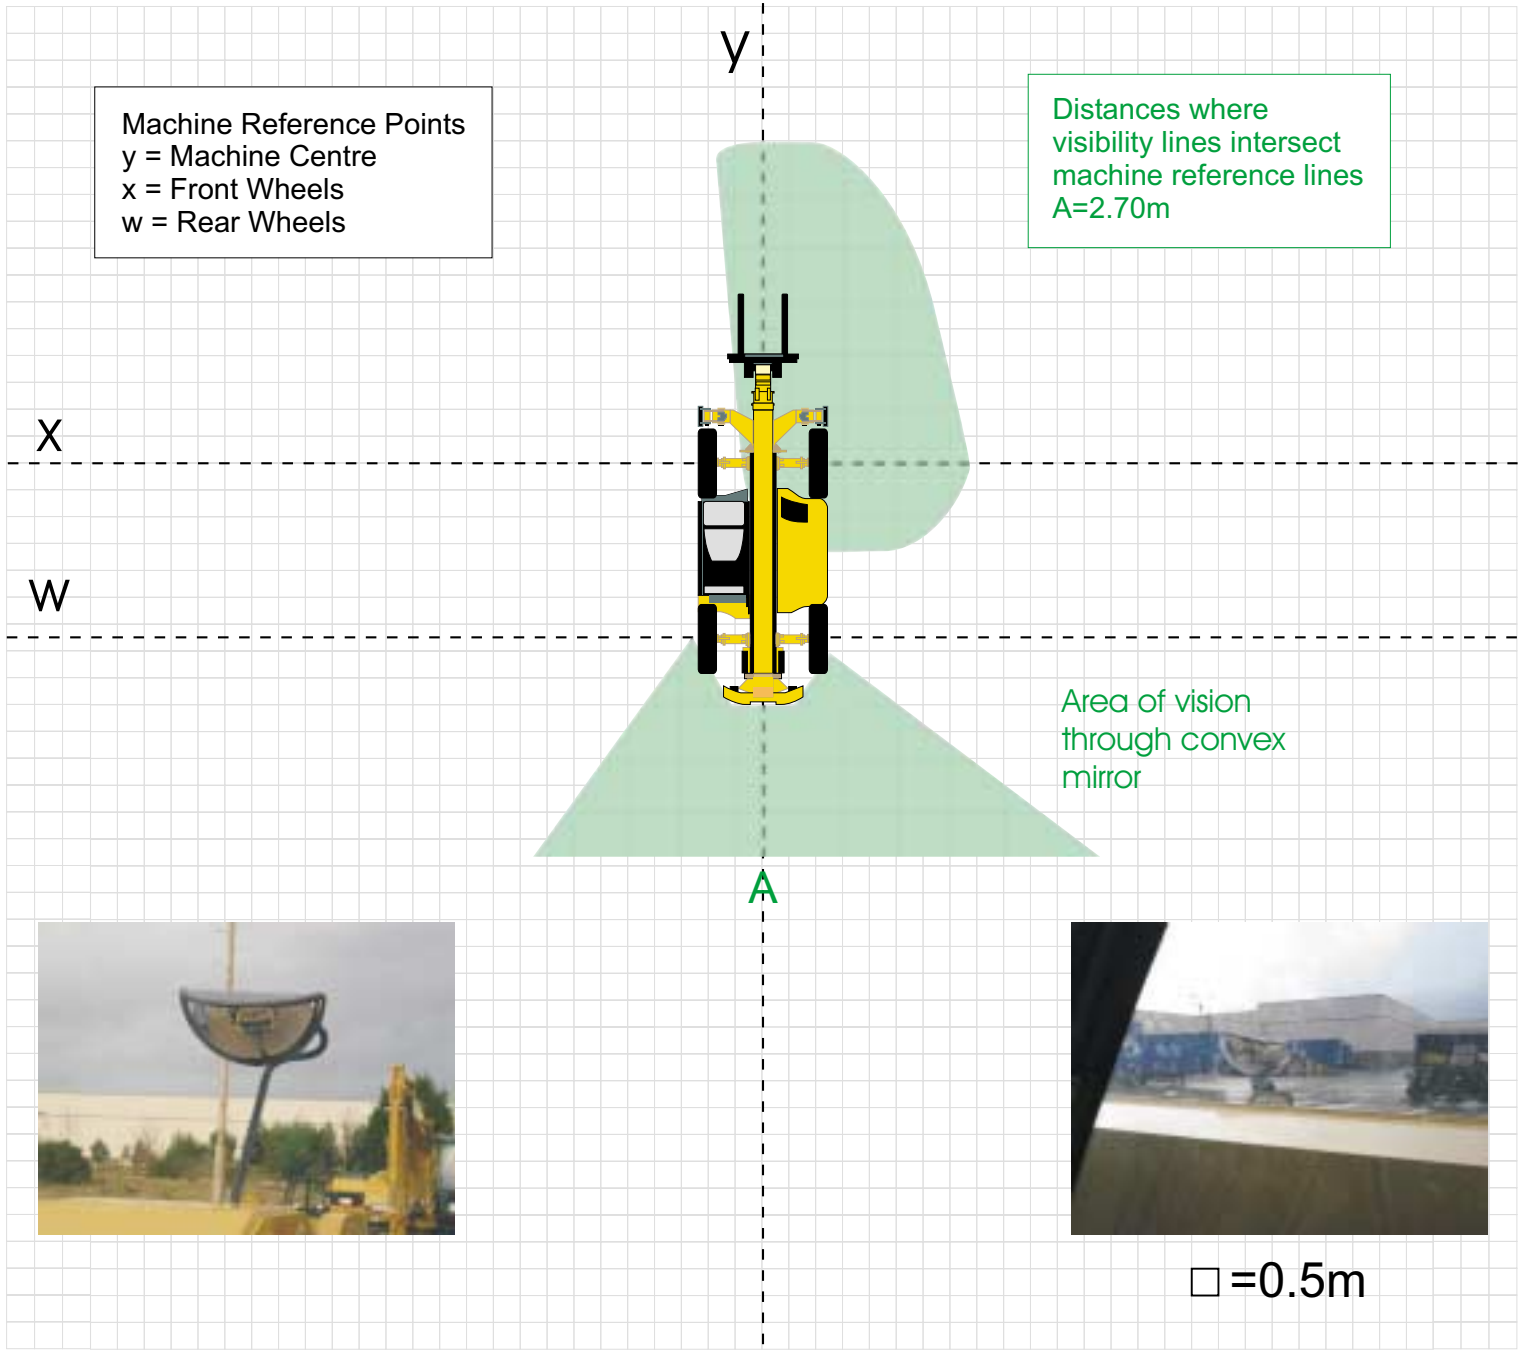 y
Machine Reference Points
y = Machine Centre
x = Front Wheels
w = Rear Wheels
Distances where
visibility lines intersect
machine reference lines
A=2.70m
X
W
Area of vision
through convex
mirror
A
=0.5m